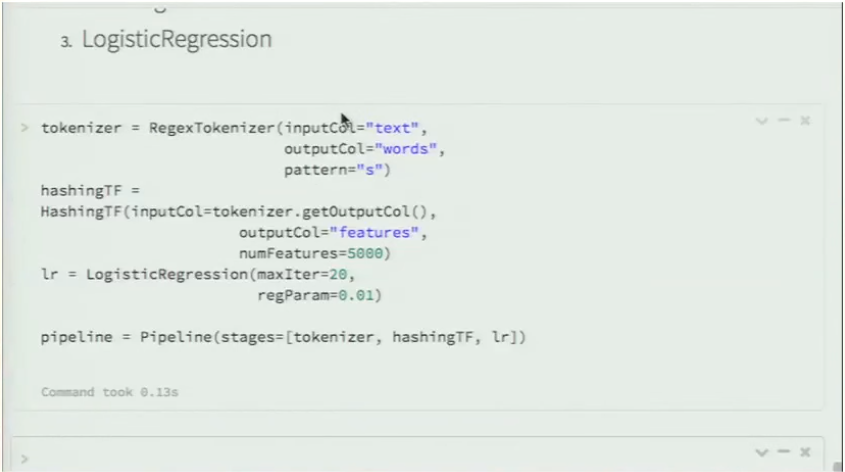 3. LogisticRegression
> tokenizer = RegexTokenizer(inputCol="text",
outputCol="words",
pattern="s")
hashingTF =
HashingTF(inputCol=tokenizer.getOutputCol(),
outputCol="features",
numFeatures=5000)
lr = LogisticRegression(maxIter=20,
regParam=0.01)
pipeline = Pipeline(stages=[tokenizer, hashingTF, lr])
Command took 0.13s
>